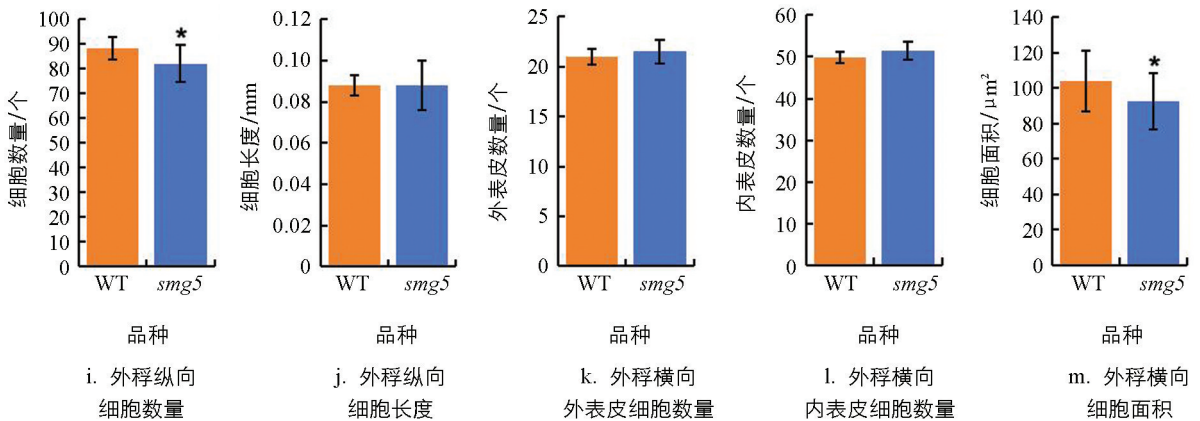 细胞数量/个
100
90
80
70
60
50
40
30
20
10
0
*
WT
smg5
品种
i. 外稃纵向
细胞数量
细胞长度/mm
0.12
0.10
0.08
0.06
0.04
0.02
0
WT
smg5
品种
j. 外稃纵向
细胞长度
外表皮数量/个
25
20
15
10
5
0
WT
smg5
品种
k. 外稃横向
外表皮细胞数量
内表皮数量/个
60
50
40
30
20
10
0
WT
smg5
品种
l. 外稃横向
内表皮细胞数量
细胞面积/μm²
140
120
100
80
60
40
20
0
*
WT
smg5
品种
m. 外稃横向
细胞面积